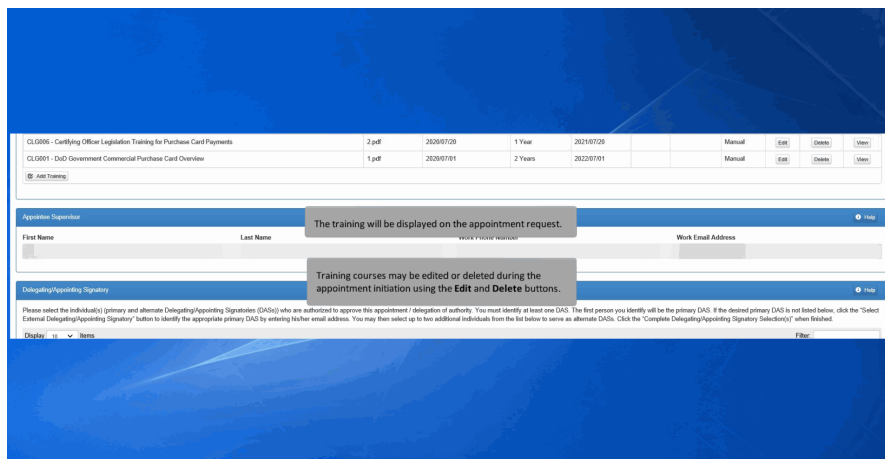 CLG006 - Certifying Officer Legislation Training for Purchase Card Payments 2.pdf 2020/07/20 1 Year 2021/07/20 Manual Edit Delete View
CLG001 - DoD Government Commercial Purchase Card Overview 1.pdf 2020/07/01 2 Years 2022/07/01 Manual Edit Delete View
Add Training
Appointee Supervisor Help
The training will be displayed on the appointment request.
First Name Last Name Work Phone Number Work Email Address
Training courses may be edited or deleted during the
appointment initiation using the Edit and Delete buttons.
Delegating/Appointing Signatory Help
Please select the individual(s) (primary and alternate Delegating/Appointing Signatories (DASs)) who are authorized to approve this appointment / delegation of authority. You must identify at least one DAS. The first person you identify will be the primary DAS. If the desired primary DAS is not listed below, click the "Select
External Delegating/Appointing Signatory" button to identify the appropriate primary DAS by entering his/her email address. You may then select up to two additional individuals from the list below to serve as alternate DASs. Click the "Complete Delegating/Appointing Signatory Selection(s)" when finished.
Display 10 items Filter: